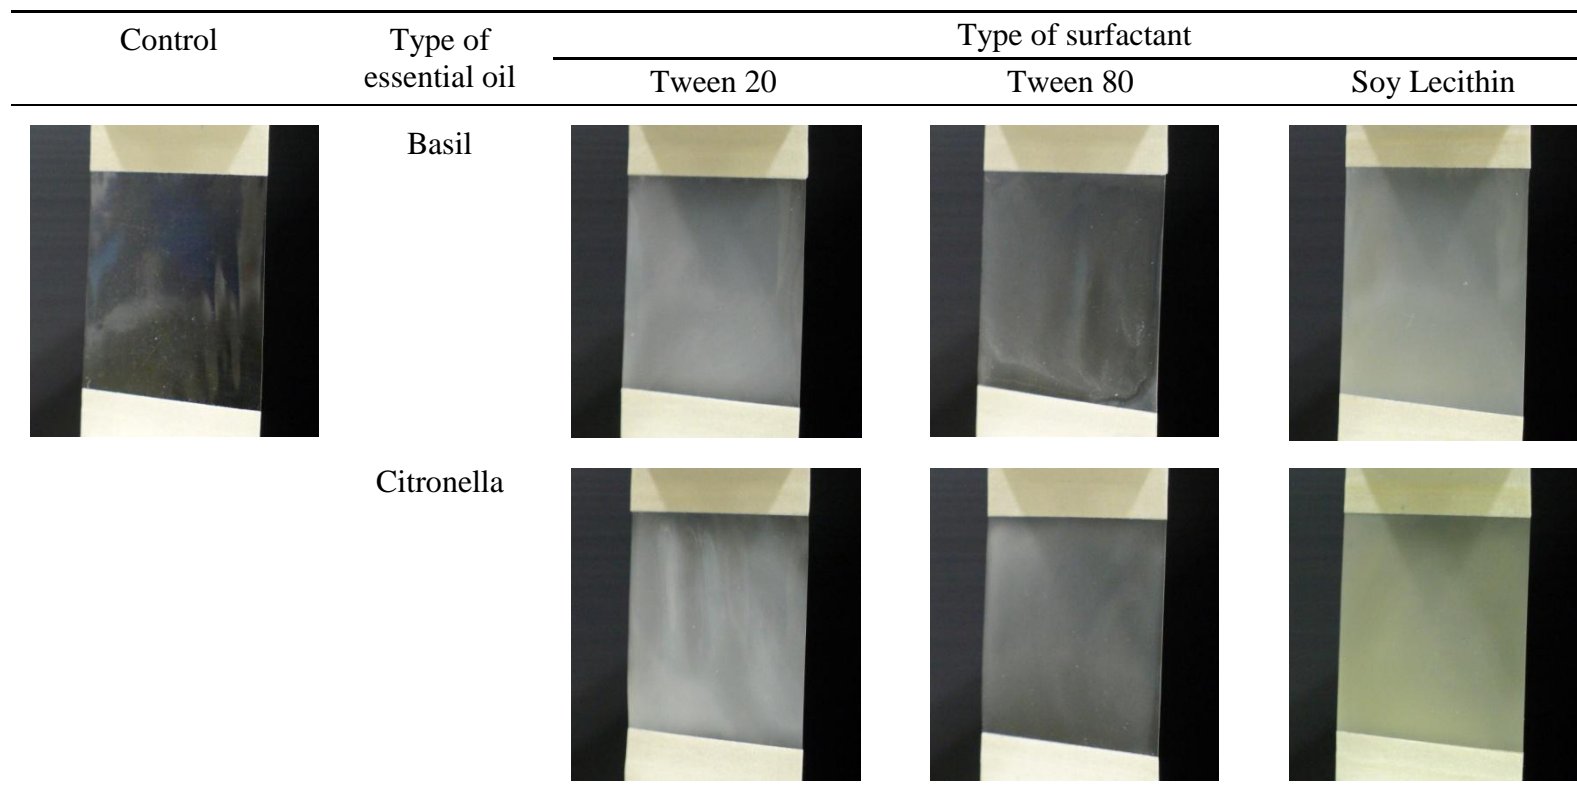 Control
Type of
essential oil
Type of surfactant
Tween 20
Tween 80
Soy Lecithin
Basil
Citronella